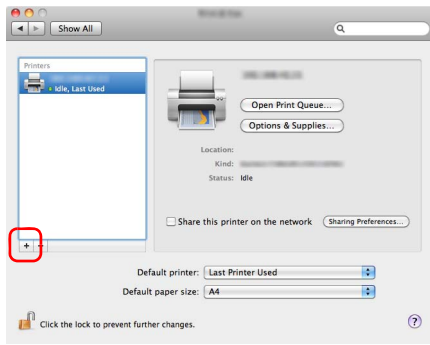 Show All
Printers
Idle, Last Used
Open Print Queue...
Options & Supplies...
Location:
Kind:
Status: Idle
Share this printer on the network Sharing Preferences...
+
Default printer: Last Printer Used
Default paper size: A4
Click the lock to prevent further changes.
?